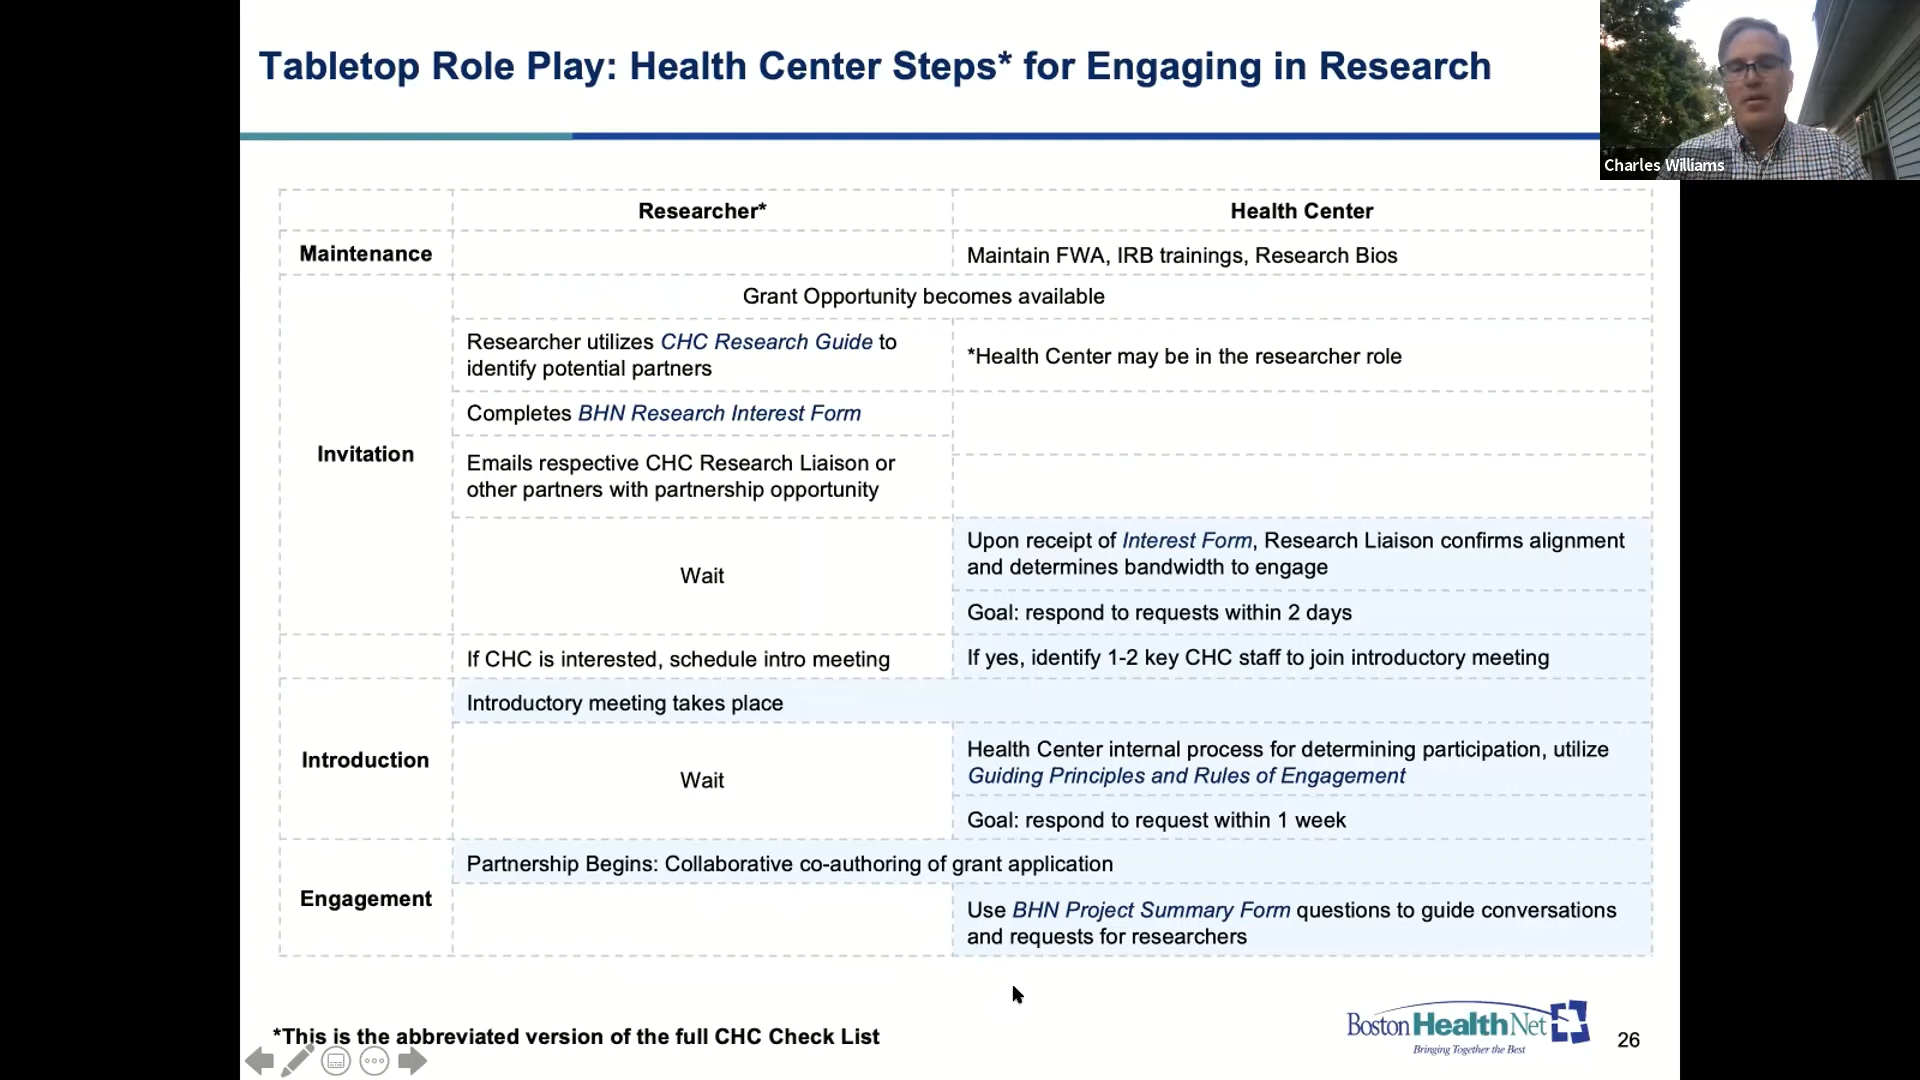 Tabletop Role Play: Health Center Steps* for Engaging in Research
Charles Williams
Researcher*
Health Center
Maintenance
Maintain FWA, IRB trainings, Research Bios
Grant Opportunity becomes available
Invitation
Researcher utilizes CHC Research Guide to
identify potential partners
*Health Center may be in the researcher role
Completes BHN Research Interest Form
Emails respective CHC Research Liaison or
other partners with partnership opportunity
Wait
Upon receipt of Interest Form, Research Liaison confirms alignment
and determines bandwidth to engage
Goal: respond to requests within 2 days
If CHC is interested, schedule intro meeting
If yes, identify 1-2 key CHC staff to join introductory meeting
Introduction
Introductory meeting takes place
Wait
Health Center internal process for determining participation, utilize
Guiding Principles and Rules of Engagement
Goal: respond to request within 1 week
Engagement
Partnership Begins: Collaborative co-authoring of grant application
Use BHN Project Summary Form questions to guide conversations
and requests for researchers
*This is the abbreviated version of the full CHC Check List
Boston HealthNet
Bringing Together the Best
26